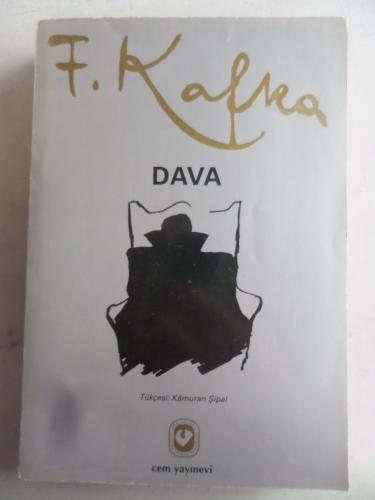 F. Kafka
DAVA
Tükçesi: Kâmuran Şipal
cem yayınevi